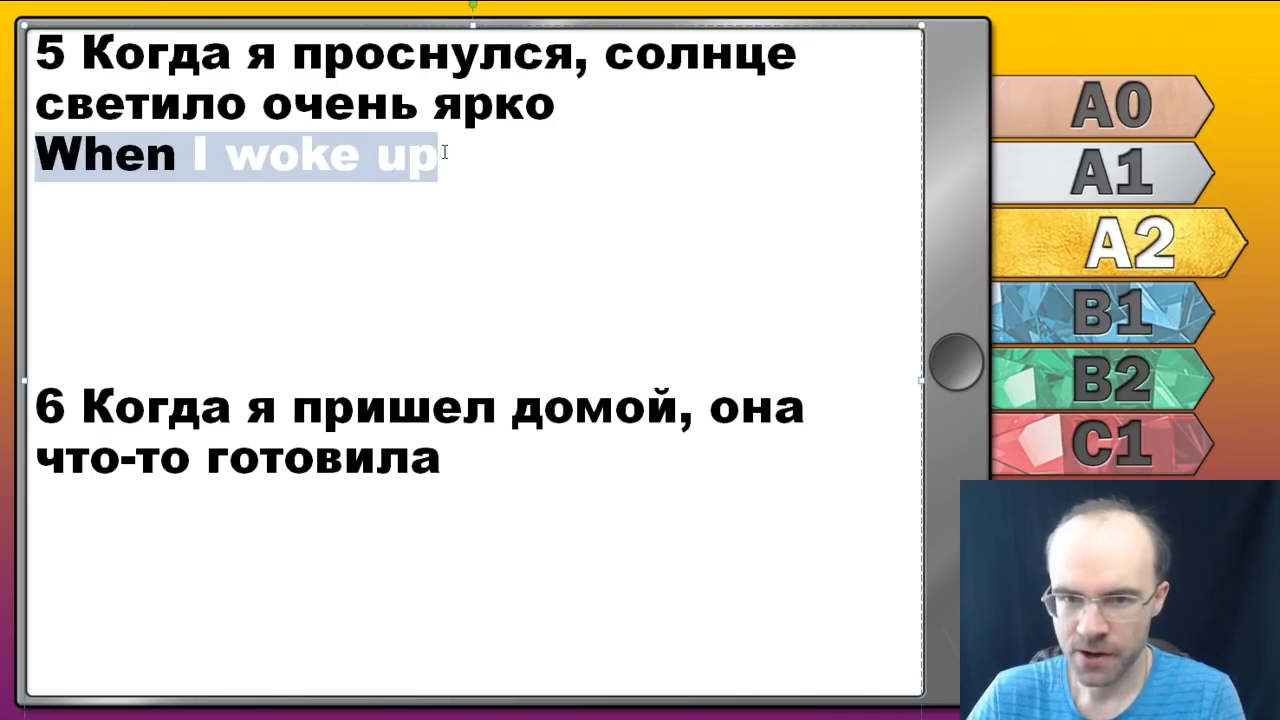 5 Когда я проснулся, солнце
светило очень ярко
When I woke up
6 Когда я пришел домой, она
что-то готовила
A0
A1
A2
B1
B2
C1